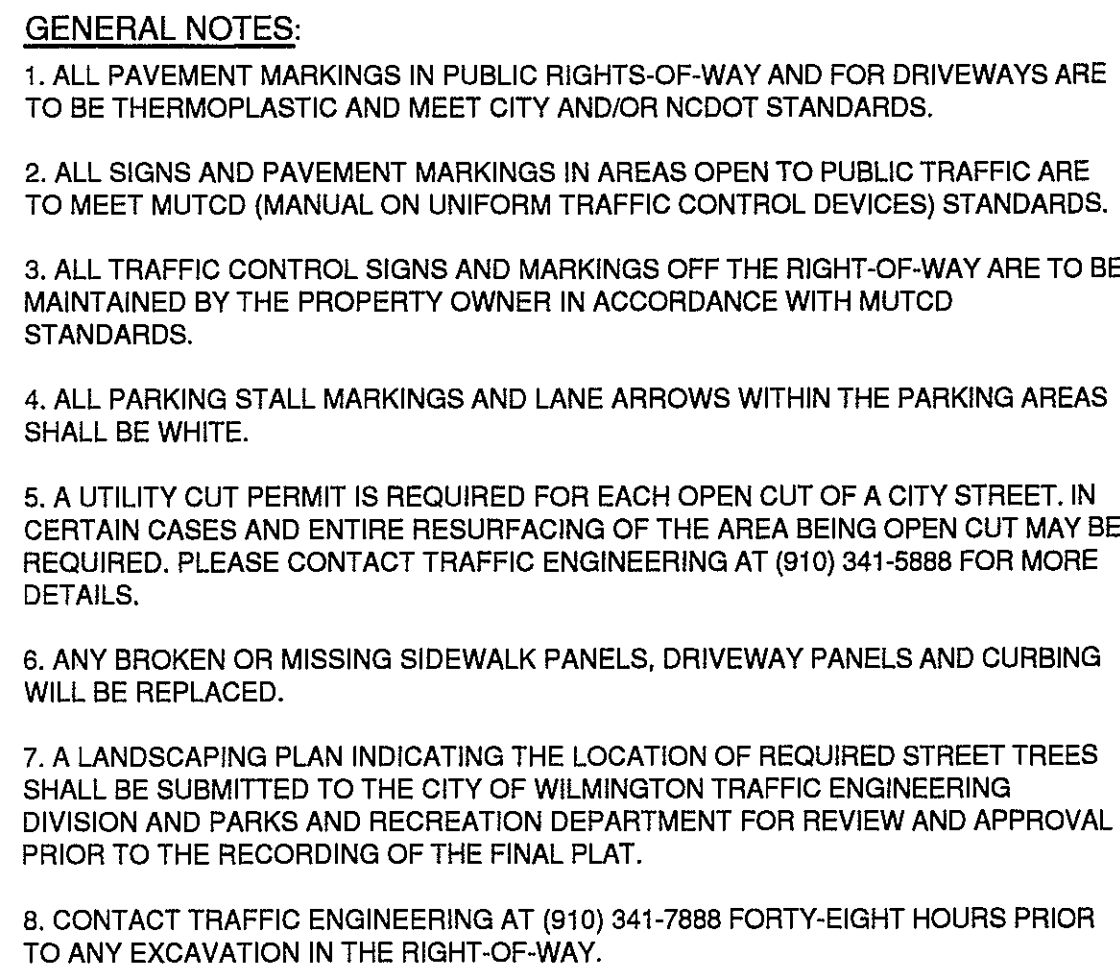 GENERAL NOTES:
1. ALL PAVEMENT MARKINGS IN PUBLIC RIGHTS-OF-WAY AND FOR DRIVEWAYS ARE
TO BE THERMOPLASTIC AND MEET CITY AND/OR NCDOT STANDARDS.
2. ALL SIGNS AND PAVEMENT MARKINGS IN AREAS OPEN TO PUBLIC TRAFFIC ARE
TO MEET MUTCD (MANUAL ON UNIFORM TRAFFIC CONTROL DEVICES) STANDARDS.
3. ALL TRAFFIC CONTROL SIGNS AND MARKINGS OFF THE RIGHT-OF-WAY ARE TO BE
MAINTAINED BY THE PROPERTY OWNER IN ACCORDANCE WITH MUTCD
STANDARDS.
4. ALL PARKING STALL MARKINGS AND LANE ARROWS WITHIN THE PARKING AREAS
SHALL BE WHITE.
5. A UTILITY CUT PERMIT IS REQUIRED FOR EACH OPEN CUT OF A CITY STREET. IN
CERTAIN CASES AND ENTIRE RESURFACING OF THE AREA BEING OPEN CUT MAY BE
REQUIRED. PLEASE CONTACT TRAFFIC ENGINEERING AT (910) 341-5888 FOR MORE
DETAILS.
6. ANY BROKEN OR MISSING SIDEWALK PANELS, DRIVEWAY PANELS AND CURBING
WILL BE REPLACED.
7. A LANDSCAPING PLAN INDICATING THE LOCATION OF REQUIRED STREET TREES
SHALL BE SUBMITTED TO THE CITY OF WILMINGTON TRAFFIC ENGINEERING
DIVISION AND PARKS AND RECREATION DEPARTMENT FOR REVIEW AND APPROVAL
PRIOR TO THE RECORDING OF THE FINAL PLAT.
8. CONTACT TRAFFIC ENGINEERING AT (910) 341-7888 FORTY-EIGHT HOURS PRIOR
TO ANY EXCAVATION IN THE RIGHT-OF-WAY.